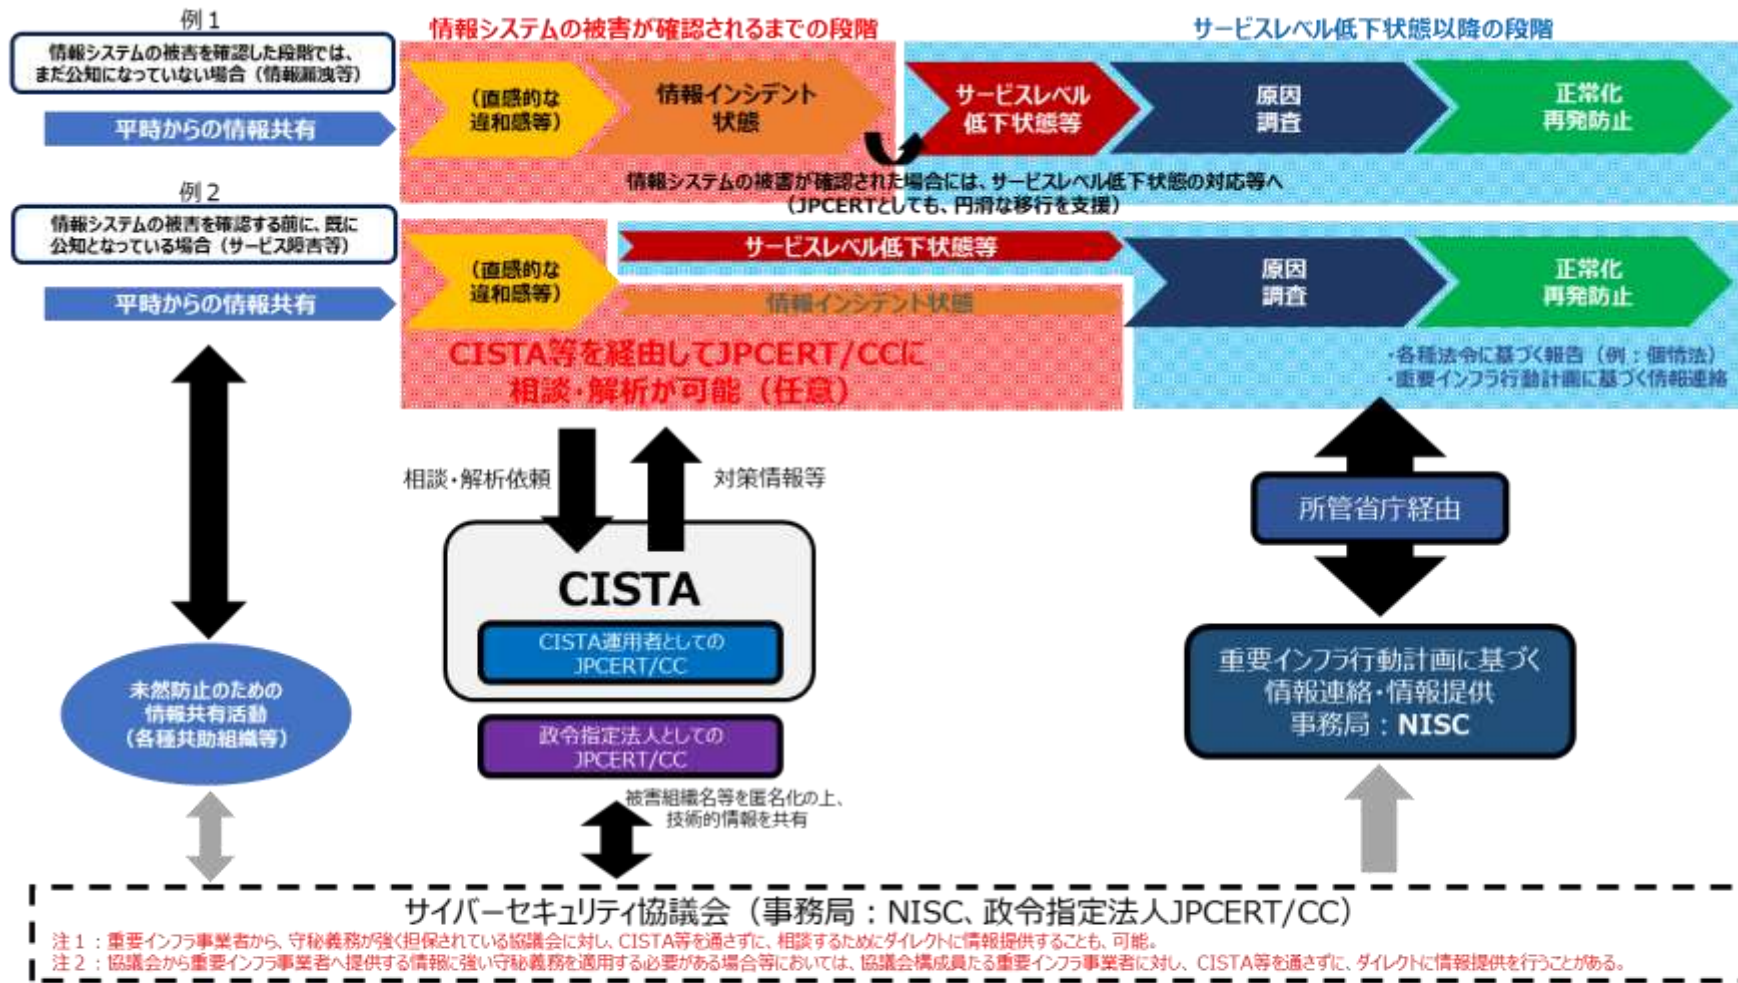 例１
情報システムの被害を確認した段階では、
まだ公知になっていない場合（情報漏洩等）
平時からの情報共有
情報システムの被害が確認されるまでの段階
サービスレベル低下状態以降の段階
（直感的な
違和感等）
情報インシデント
状態
サービスレベル
低下状態等
原因
調査
正常化
再発防止
情報システムの被害が確認された場合には、サービスレベル低下状態の対応等へ
（JPCERTとしても、円滑な移行を支援）
例２
情報システムの被害を確認する前に、既に
公知となっている場合（サービス障害等）
平時からの情報共有
（直感的な
違和感等）
サービスレベル低下状態等
情報インシデント状態
原因
調査
正常化
再発防止
CISTA等を経由してJPCERT/CCに
相談・解析が可能（任意）
・各種法令に基づく報告（例：個情法）
・重要インフラ行動計画に基づく情報連絡
相談・解析依頼
対策情報等
所管省庁経由
CISTA
CISTA運用者としての
JPCERT/CC
政令指定法人としての
JPCERT/CC
未然防止のための
情報共有活動
（各種共助組織等）
重要インフラ行動計画に基づく
情報連絡・情報提供
事務局：NISC
被害組織名等を匿名化の上、
技術的情報を共有
サイバーセキュリティ協議会（事務局：NISC、政令指定法人JPCERT/CC）
注１：重要インフラ事業者から、守秘義務が強く担保されている協議会に対し、CISTA等を通さずに、相談するためにダイレクトに情報提供することも、可能。
注２：協議会から重要インフラ事業者へ提供する情報に強い守秘義務を適用する必要がある場合等においては、協議会構成員たる重要インフラ事業者に対し、CISTA等を通さずに、ダイレクトに情報提供を行うことがある。